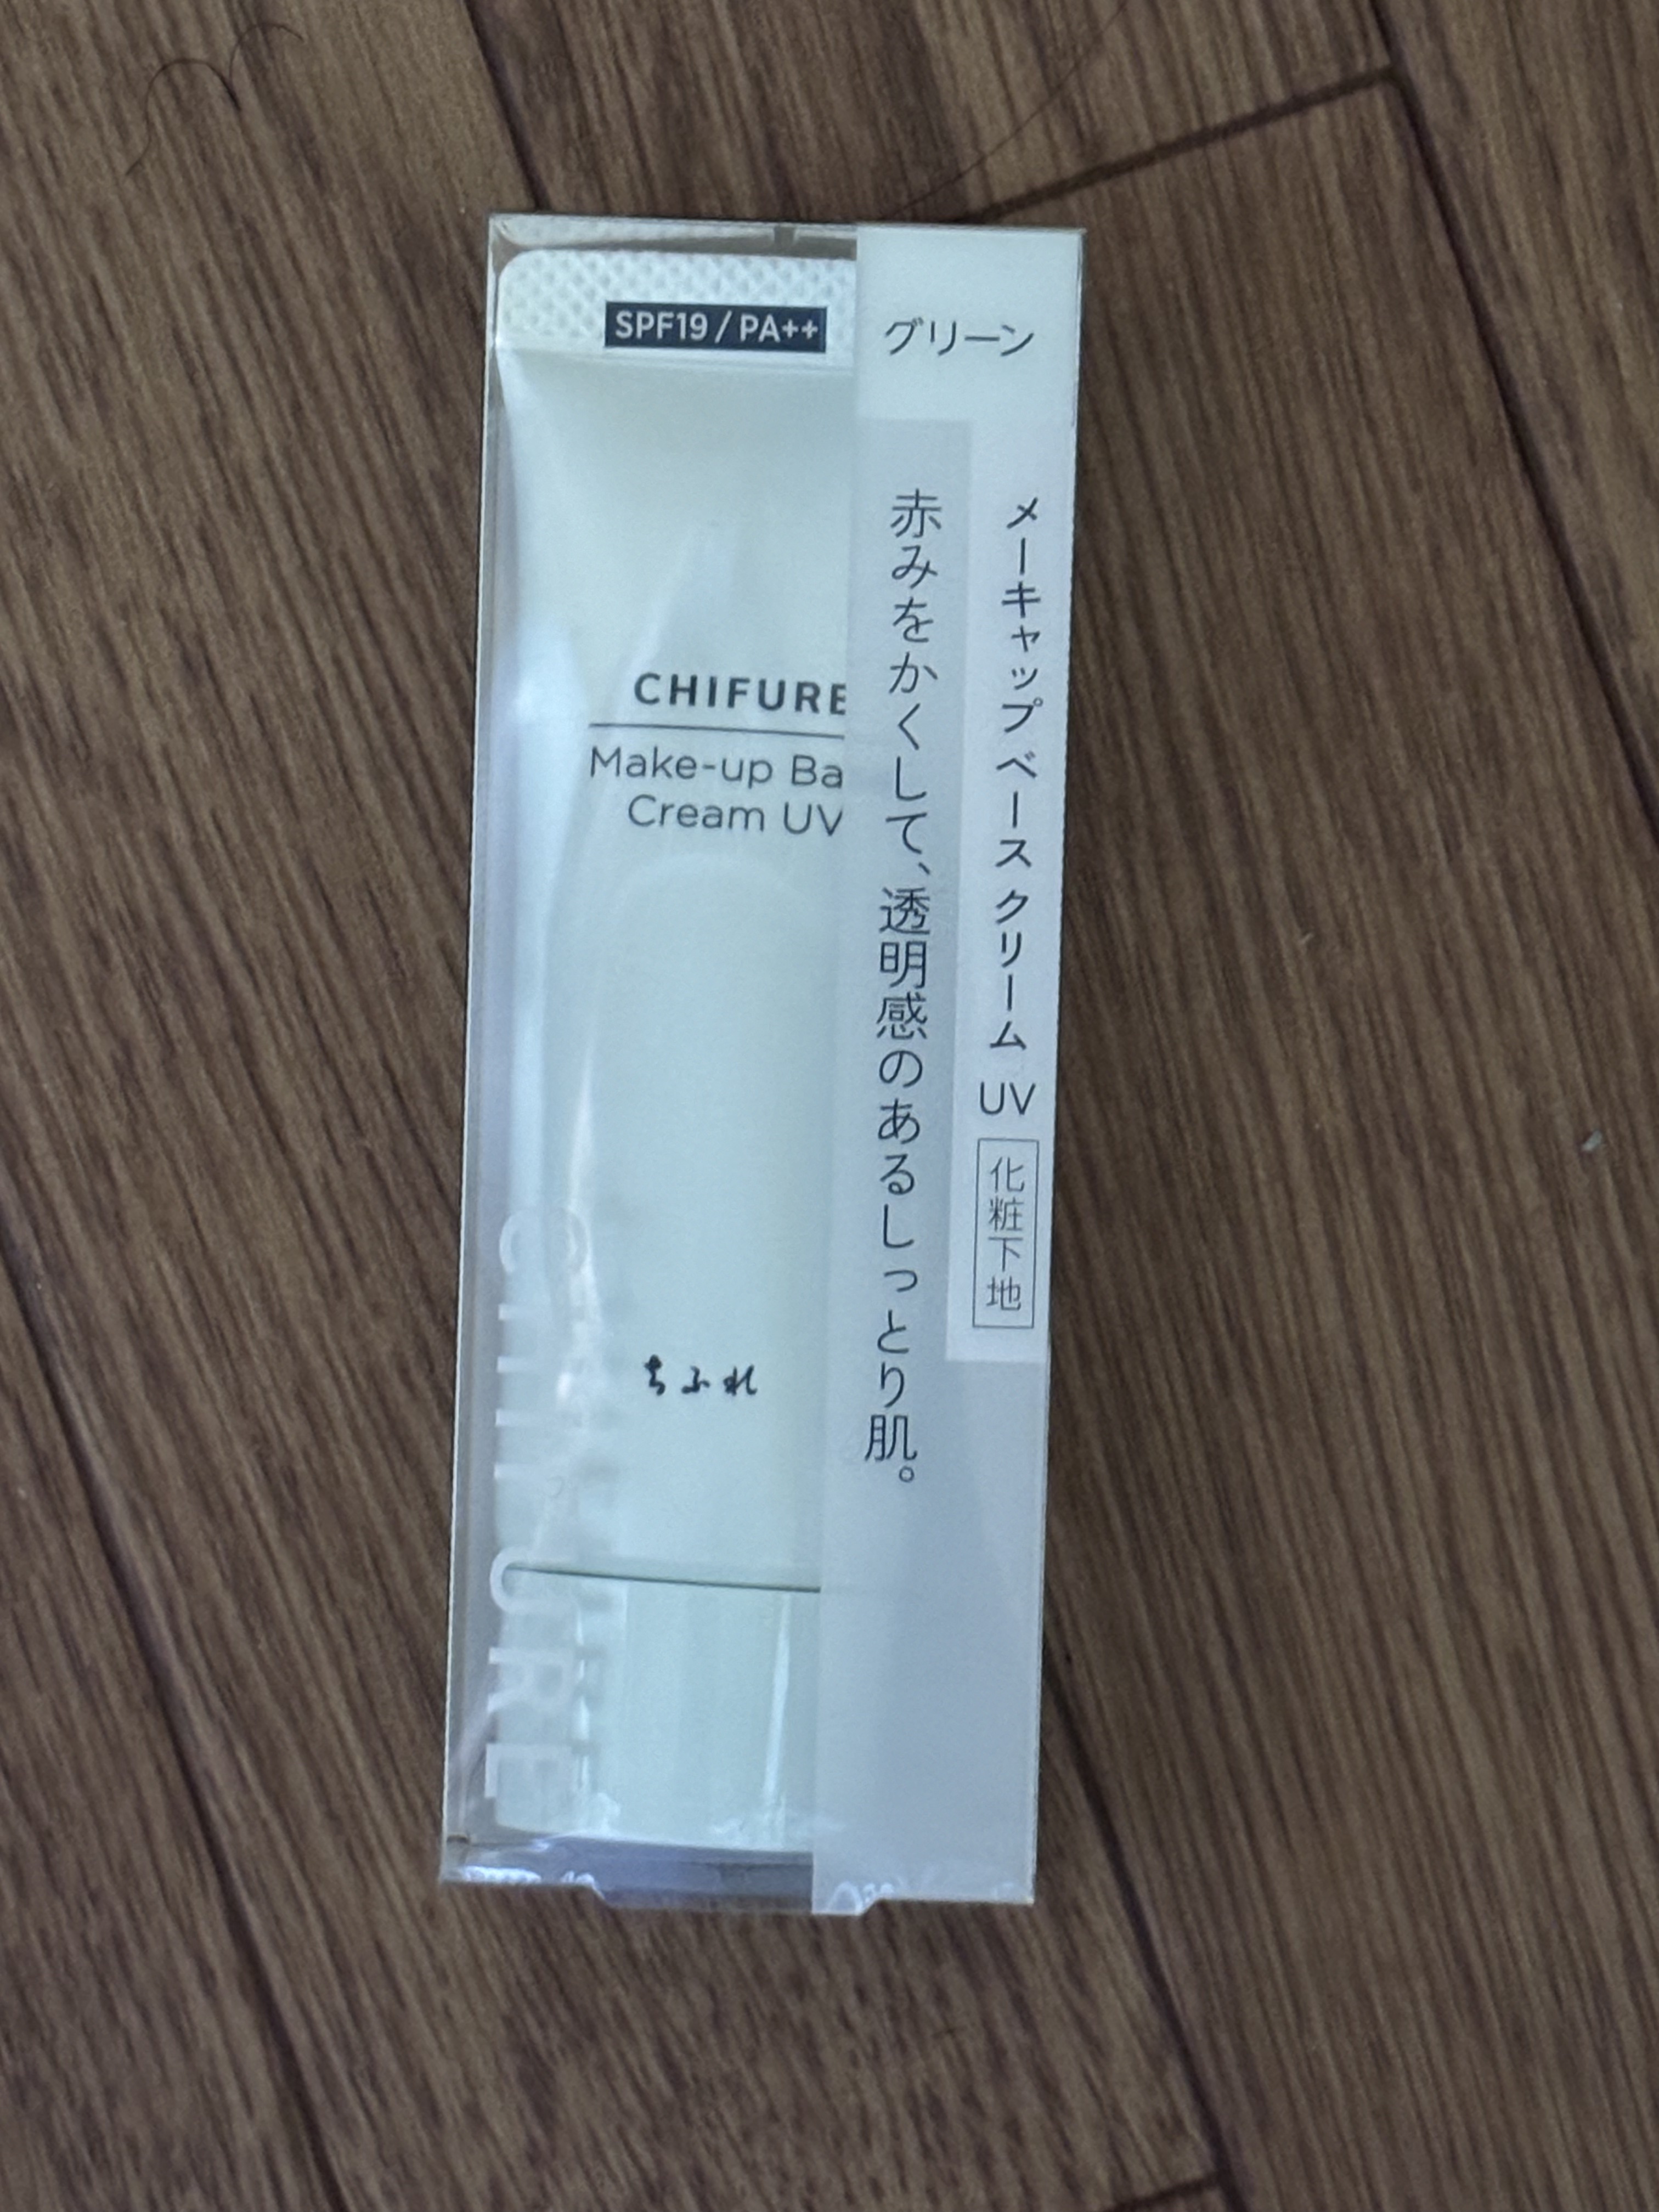 SPF19 / PA++
グリーン
メーキャップ ベース クリーム UV
化粧下地
赤みをかくして、透明感のあるしっとり肌。
CHIFURE
Make-up Ba
Cream UV
ちふれ
CHIFURE